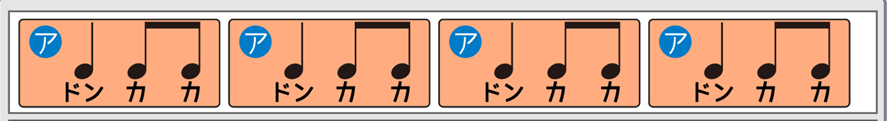 ア ア ア ア
ドン カ カ ドン カ カ ドン カ カ ドン カ カ